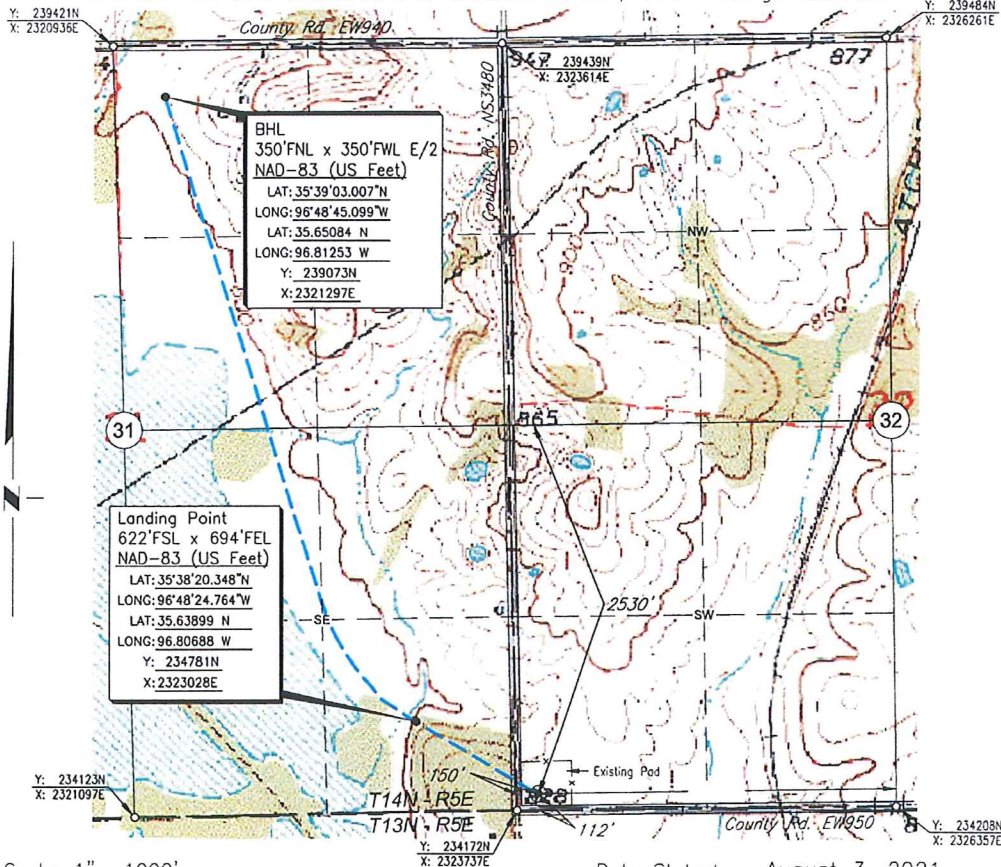 Y: 239421N
X: 2320936E
County Rd. EW940
Y: 239484N
X: 2326261E
877
Y: 239439N
X: 2323614E
County Rd. NS3480
BHL
350'FNL x 350'FWL E/2
NAD-83 (US Feet)
LAT: 35°39'03.007"N
LONG: 96°48'45.099"W
LAT: 35.65084 N
LONG: 96.81253 W
Y: 239073N
X: 2321297E
NW
900
850
31
865
32
Landing Point
622'FSL x 694'FEL
NAD-83 (US Feet)
LAT: 35°38'20.348"N
LONG: 96°48'24.764"W
LAT: 35.63899 N
LONG: 96.80688 W
Y: 234781N
X: 2323028E
2530'
SE
SW
N
150'
Existing Pad
Y: 234123N
X: 2321097E
T14N - R5E
T13N - R5E
112'
County Rd. EW950
Y: 234172N
X: 2323737E
Y: 234208N
X: 2326357E